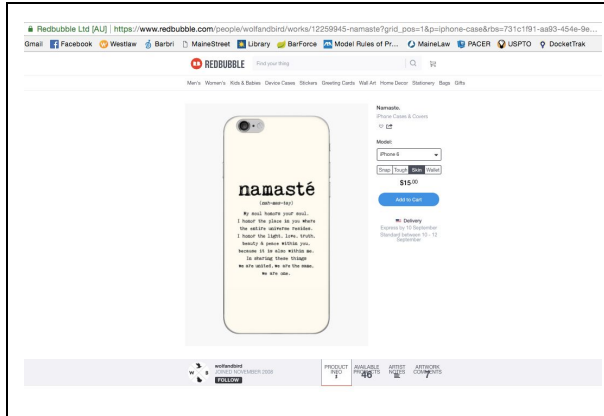 Redbubble Ltd [AU] | https://www.redbubble.com/people/wolfandbird/works/12259945-namaste?grid_pos=1&p=iphone-case&rbs=731c1f91-aa93-454e-9e...
Gmail Facebook Westlaw Barbri MaineStreet Library BarForce Model Rules of Pr... MaineLaw PACER USPTO DocketTrak
REDBUBBLE Find your thing
Men's Women's Kids & Babies Device Cases Stickers Greeting Cards Wall Art Home Decor Stationery Bags Gifts
Namaste.
iPhone Cases & Covers
Model:
iPhone 6
Snap Tough Skin Wallet
$15.00
Add to Cart
Delivery
Express by 10 September
Standard between 10 - 12
September
namasté
(nah-mas-tay)
My soul honors your soul.
I honor the place in you where
the entire universe resides.
I honor the light, love, truth,
beauty & peace within you,
because it is also within me.
In sharing these things
we are united, we are the same,
we are one.
W B
wolfandbird
JOINED NOVEMBER 2008
FOLLOW
PRODUCT INFO
AVAILABLE PRODUCTS 46
ARTIST NOTES
ARTWORK COMMENTS 7